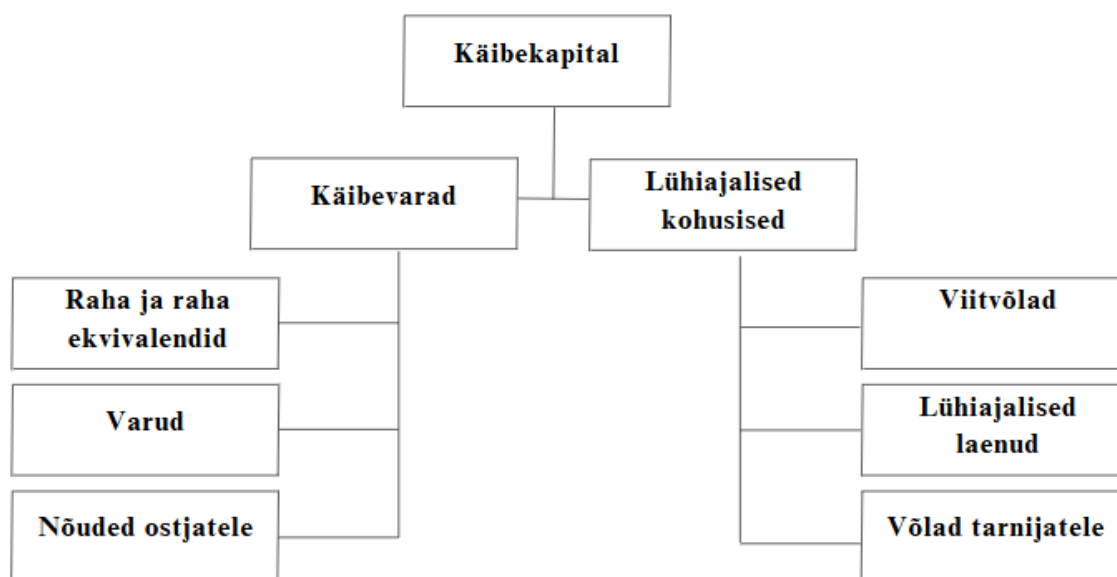 Käibekapital
Käibevarad
Lühiajalised
kohusised
Raha ja raha
ekvivalendid
Viitvõlad
Varud
Lühiajalised
laenud
Nõuded ostjatele
Võlad tarnijatele